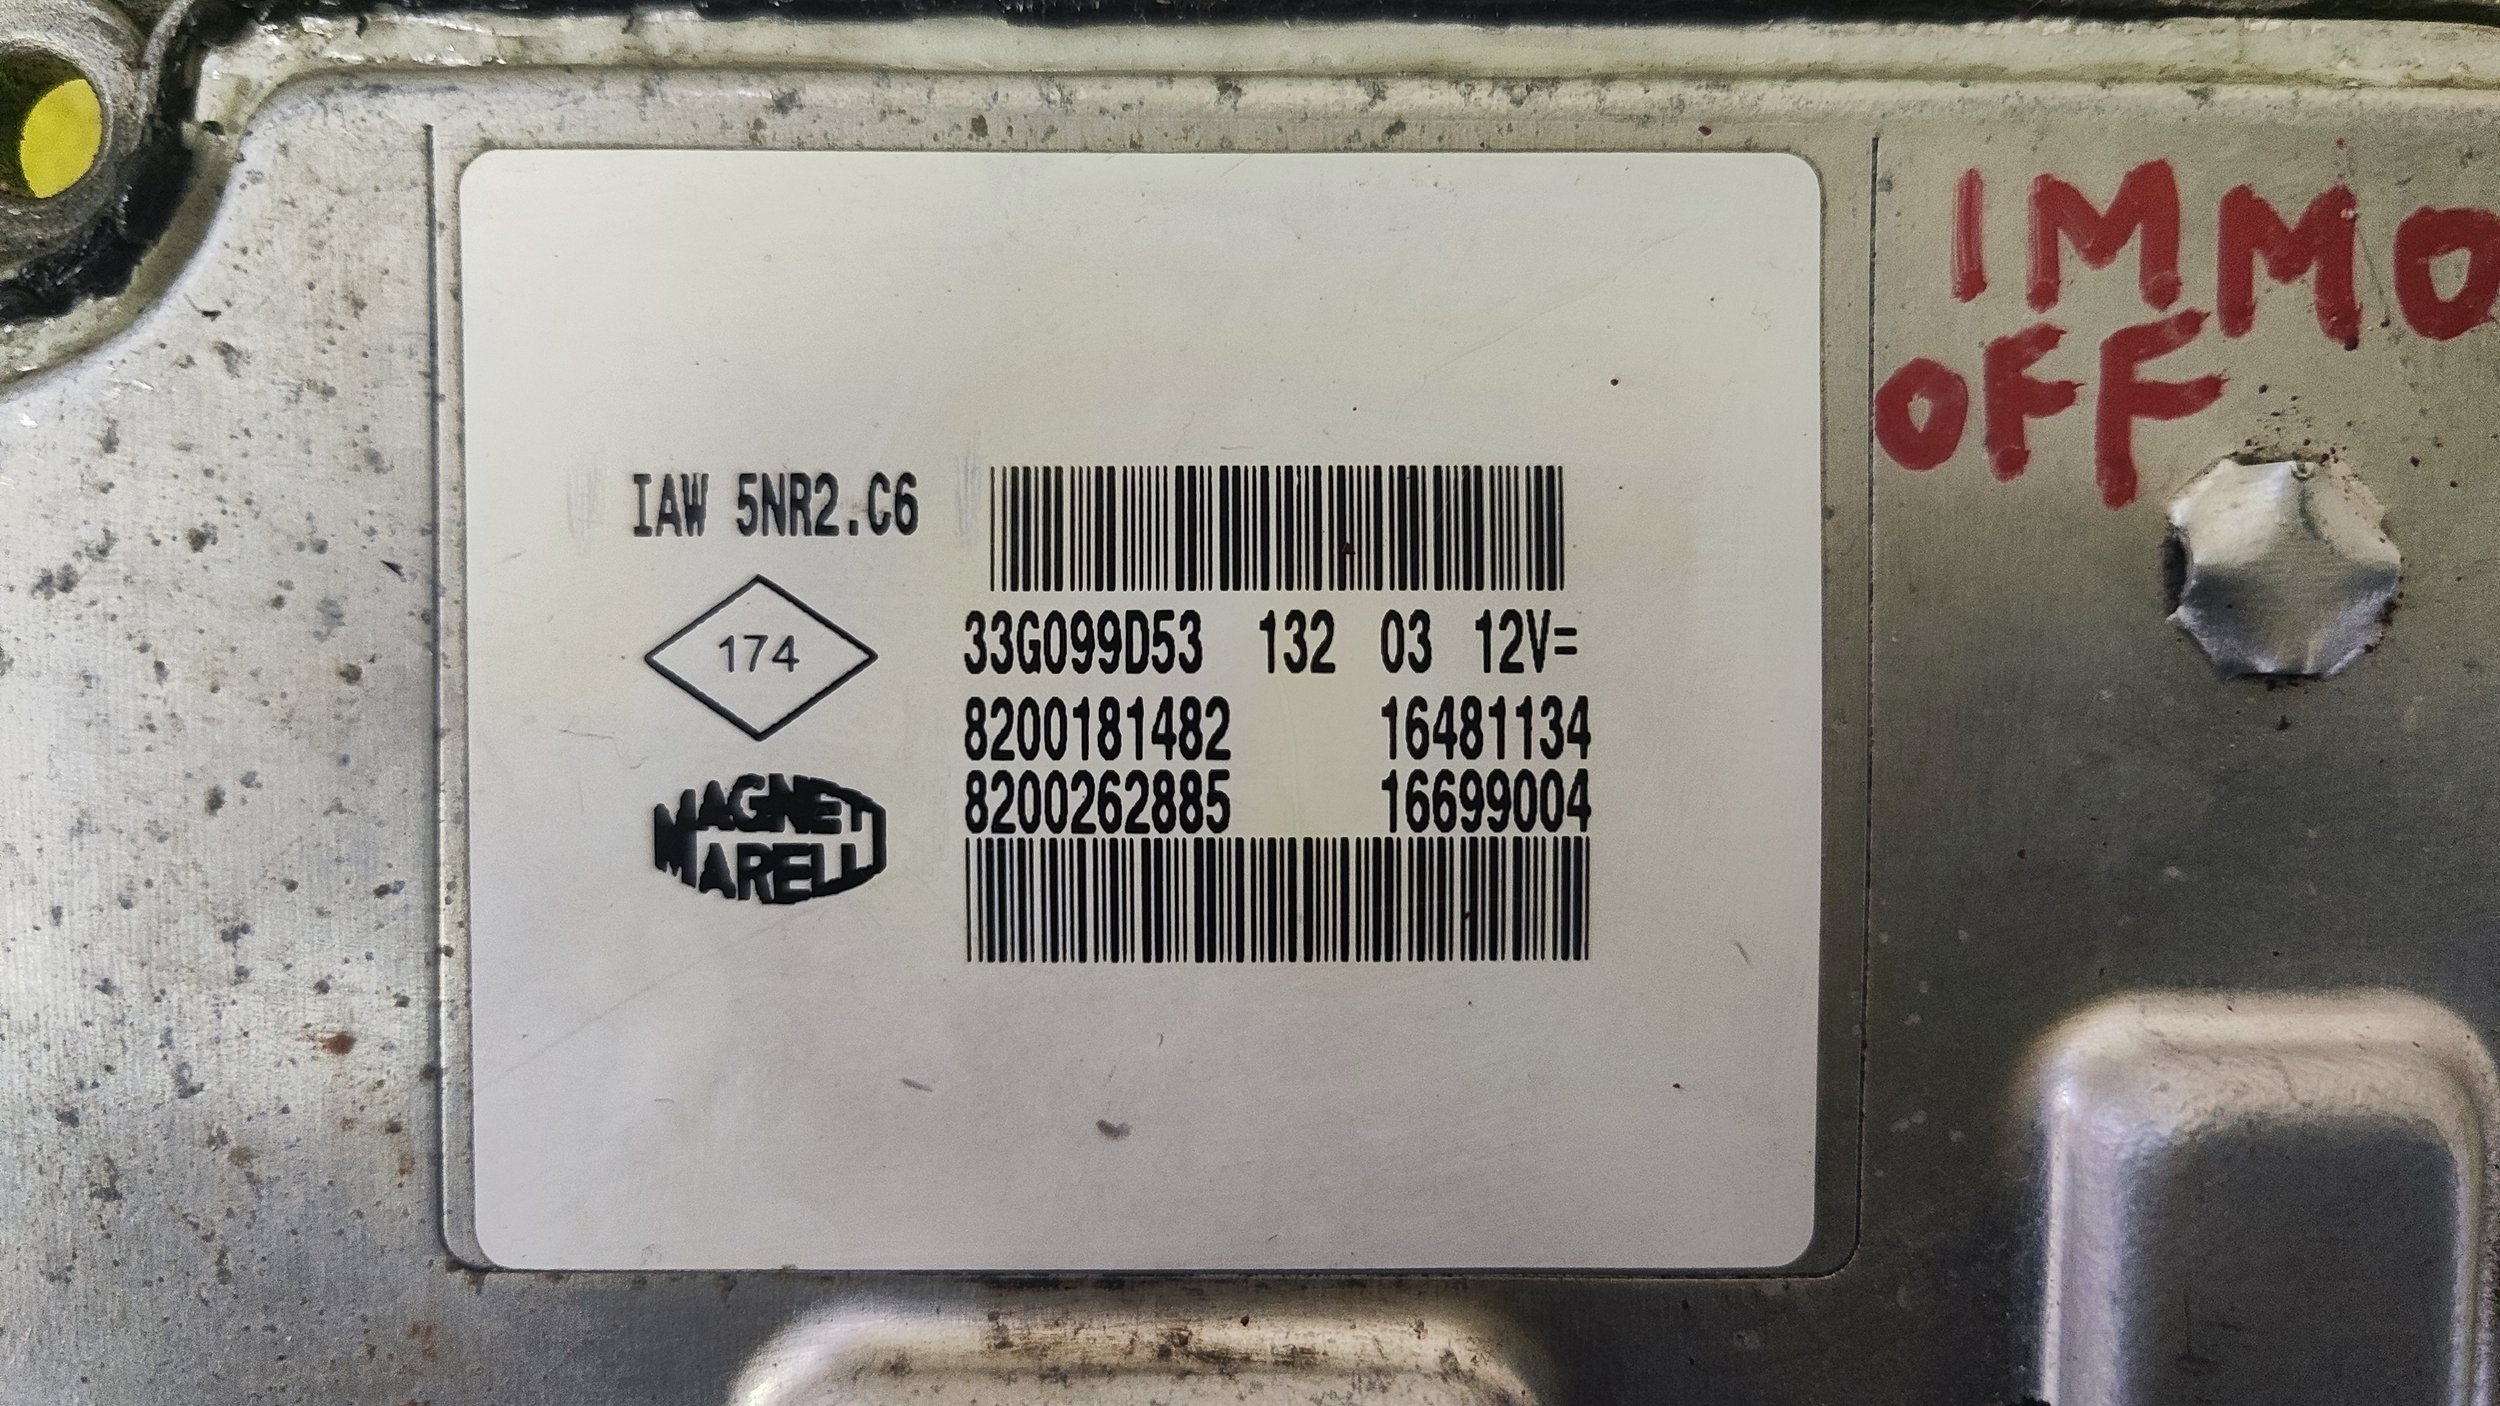 IMMO
OFF
IAW 5NR2.C6
174
MAGNETI
MARELLI
33G099D53 132 03 12V=
8200181482 16481134
8200262885 16699004